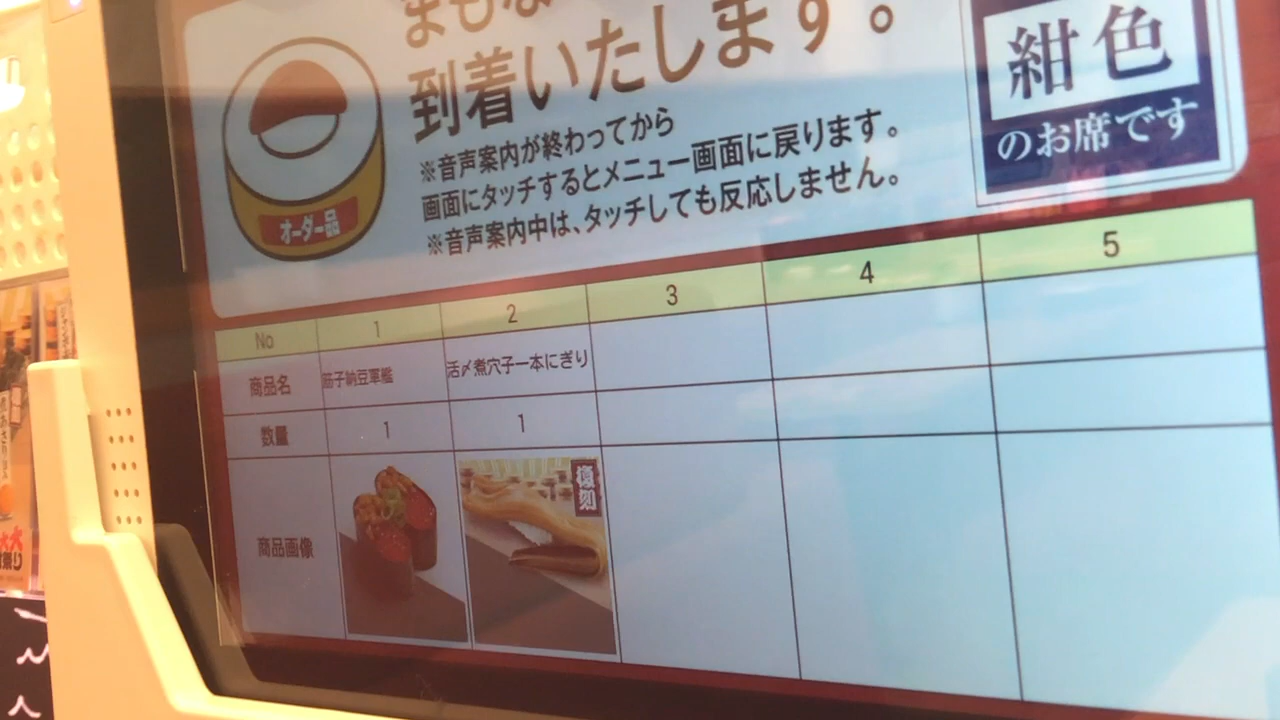 まもな
到着いたします。
※音声案内が終わってから
画面にタッチするとメニュー画面に戻ります。
※音声案内中は、タッチしても反応しません。
オーダー品
紺色
のお席です
No 1 2 3 4 5
商品名 筋子納豆軍艦 活〆煮穴子一本にぎり
数量 1 1
商品画像
復刻